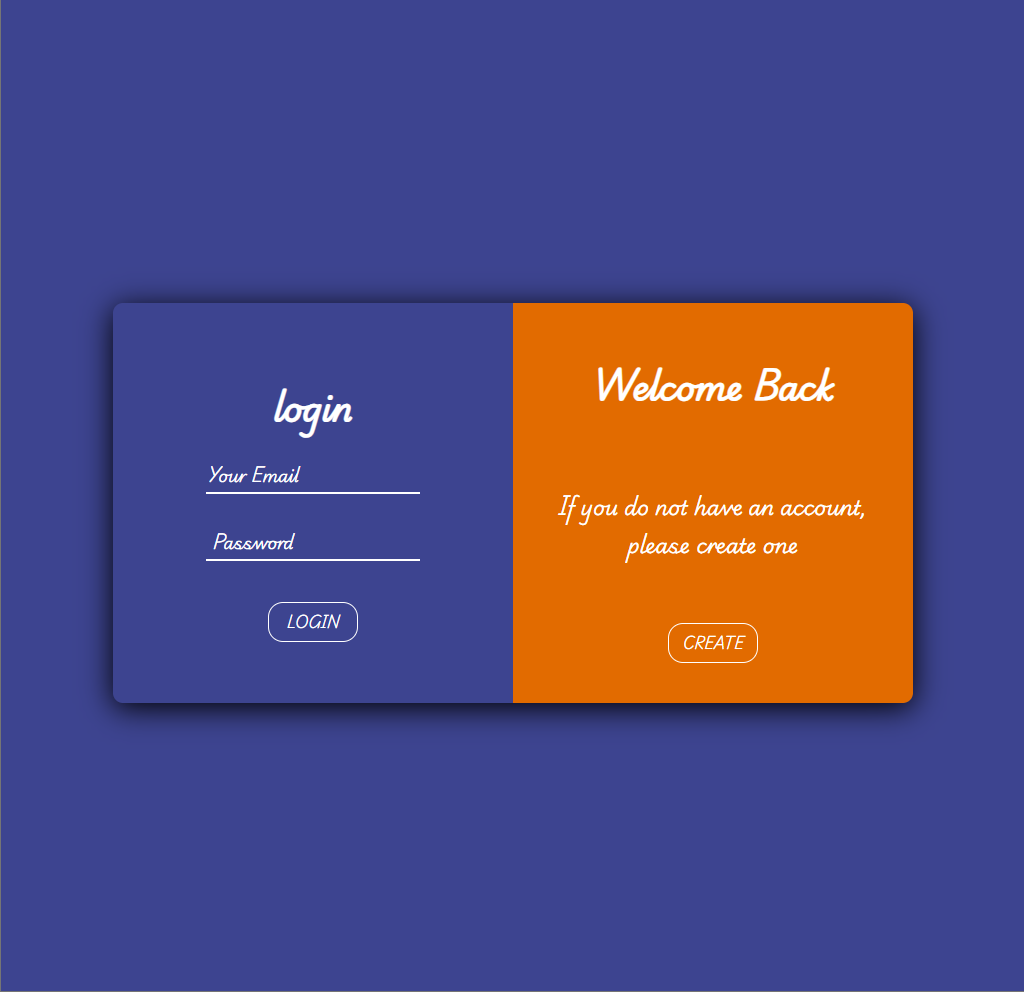 login
Your Email
Password
LOGIN
Welcome Back
If you do not have an account,
please create one
CREATE